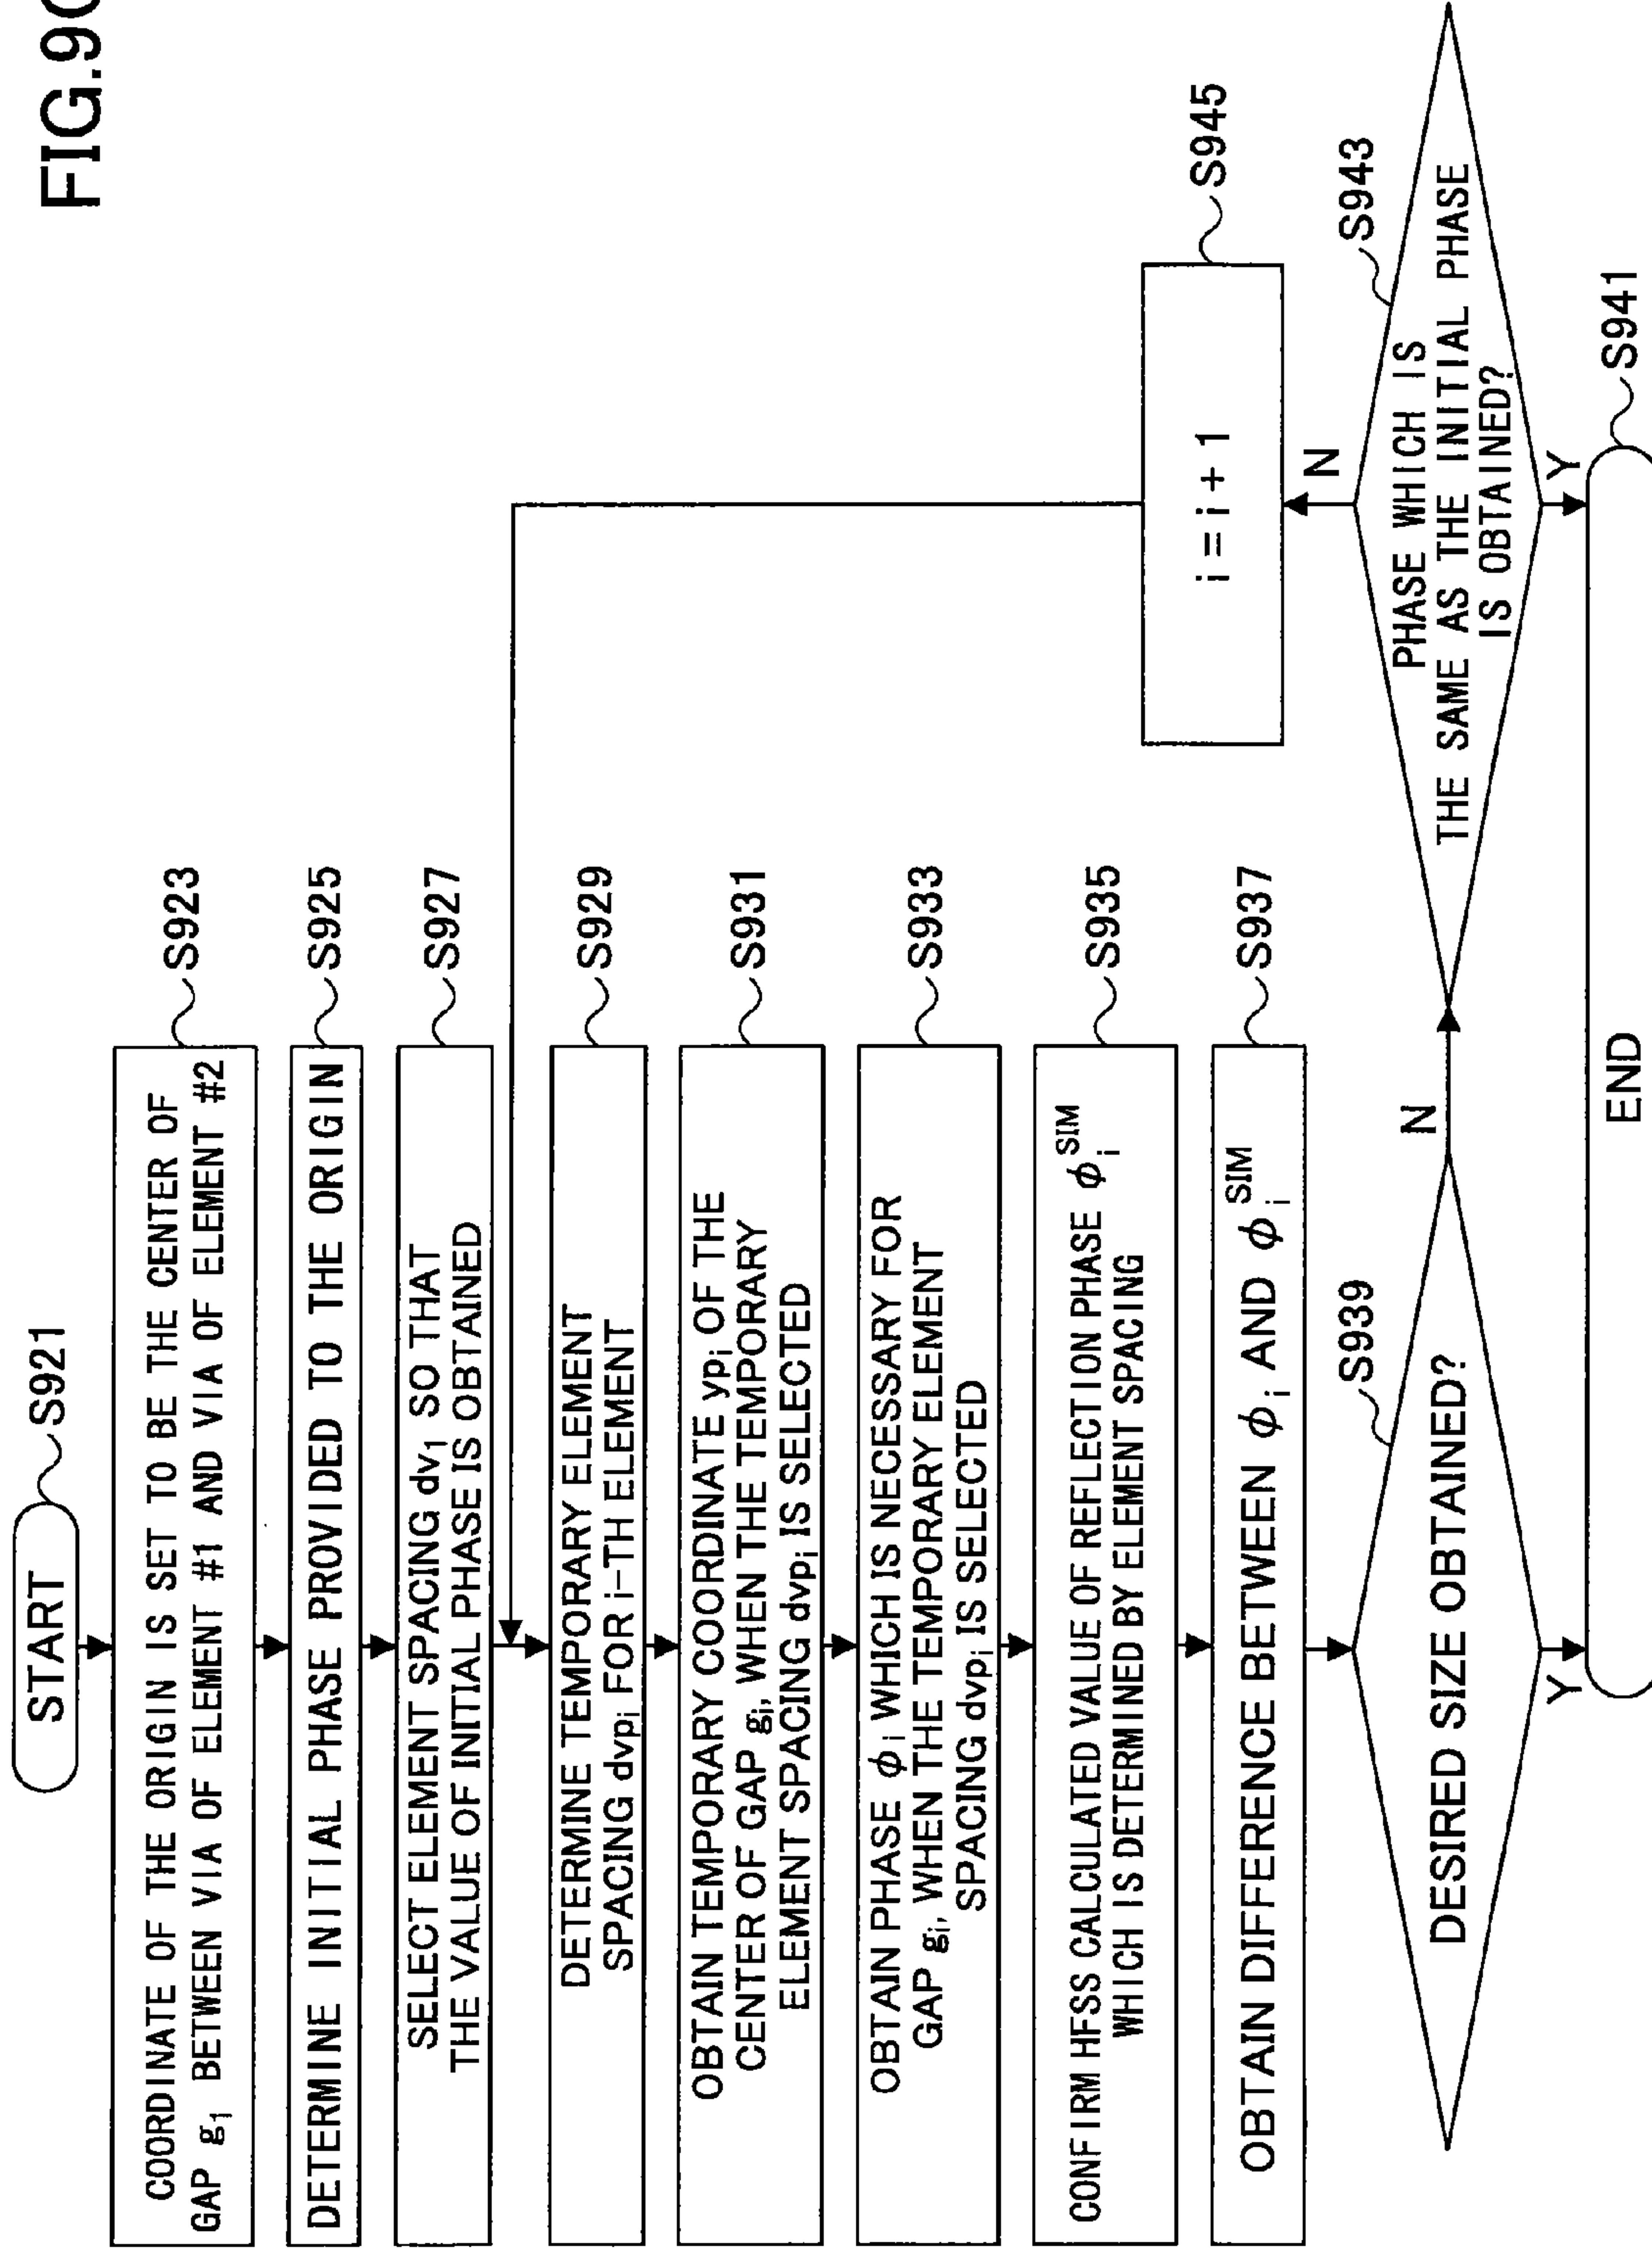 FIG.9C
START
S921
COORDINATE OF THE ORIGIN IS SET TO BE THE CENTER OF
GAP g₁ BETWEEN VIA OF ELEMENT #1 AND VIA OF ELEMENT #2
S923
DETERMINE INITIAL PHASE PROVIDED TO THE ORIGIN
S925
SELECT ELEMENT SPACING dv₁ SO THAT
THE VALUE OF INITIAL PHASE IS OBTAINED
S927
DETERMINE TEMPORARY ELEMENT
SPACING dvpᵢ FOR i-TH ELEMENT
S929
OBTAIN TEMPORARY COORDINATE ypᵢ OF THE
CENTER OF GAP gᵢ, WHEN THE TEMPORARY
ELEMENT SPACING dvpᵢ IS SELECTED
S931
OBTAIN PHASE ϕᵢ WHICH IS NECESSARY FOR
GAP gᵢ, WHEN THE TEMPORARY ELEMENT
SPACING dvpᵢ IS SELECTED
S933
CONFIRM HFSS CALCULATED VALUE OF REFLECTION PHASE ϕᵢ^SIM
WHICH IS DETERMINED BY ELEMENT SPACING
S935
OBTAIN DIFFERENCE BETWEEN ϕᵢ AND ϕᵢ^SIM
S937
DESIRED SIZE OBTAINED?
S939
N
Y
PHASE WHICH IS
THE SAME AS THE INITIAL PHASE
IS OBTAINED?
S943
N
Y
i = i + 1
S945
END
S941